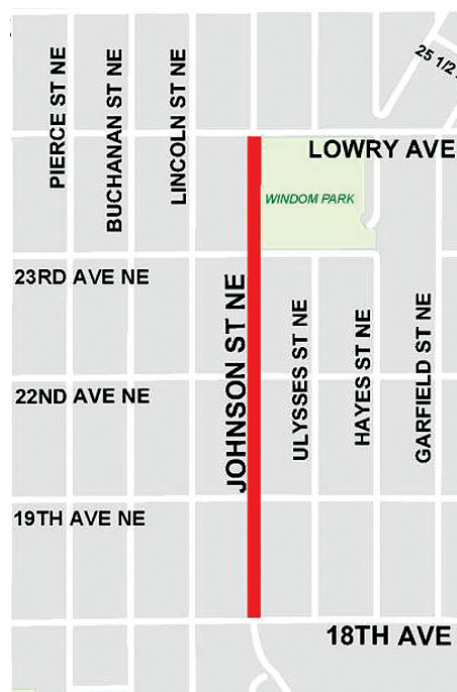 25 1/2
PIERCE ST NE
BUCHANAN ST NE
LINCOLN ST NE
LOWRY AVE
WINDOM PARK
23RD AVE NE
JOHNSON ST NE
ULYSSES ST NE
HAYES ST NE
GARFIELD ST NE
22ND AVE NE
19TH AVE NE
18TH AVE